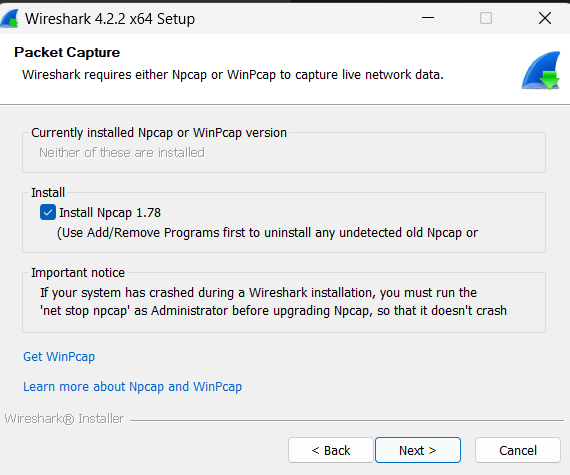 Wireshark 4.2.2 x64 Setup
Packet Capture
Wireshark requires either Npcap or WinPcap to capture live network data.
Currently installed Npcap or WinPcap version
Neither of these are installed
Install
Install Npcap 1.78
(Use Add/Remove Programs first to uninstall any undetected old Npcap or
Important notice
If your system has crashed during a Wireshark installation, you must run the
'net stop npcap' as Administrator before upgrading Npcap, so that it doesn't crash
Get WinPcap
Learn more about Npcap and WinPcap
Wireshark® Installer
< Back
Next >
Cancel